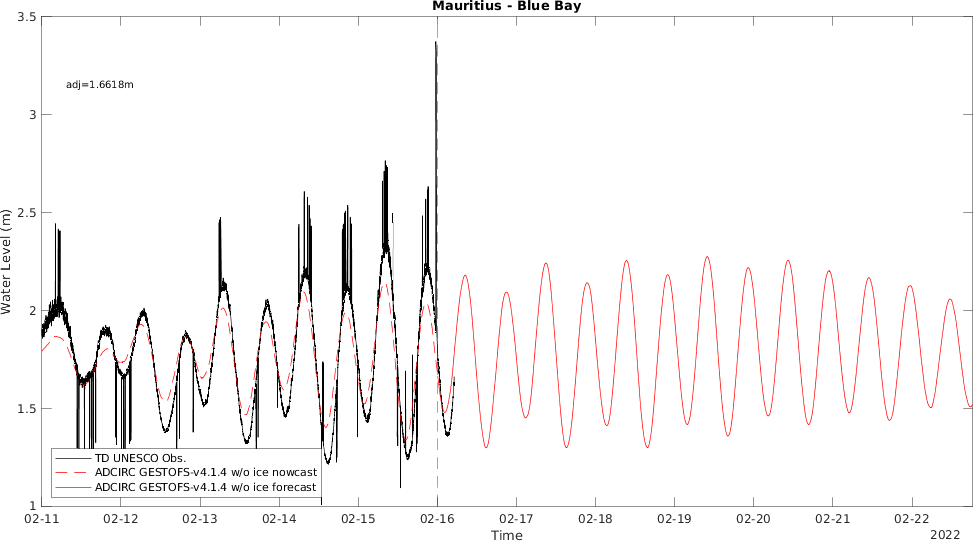 Mauritius - Blue Bay
3.5
3
2.5
2
1.5
1
Water Level (m)
adj=1.6618m
TD UNESCO Obs.
ADCIRC GESTOFS-v4.1.4 w/o ice nowcast
ADCIRC GESTOFS-v4.1.4 w/o ice forecast
02-11 02-12 02-13 02-14 02-15 02-16 02-17 02-18 02-19 02-20 02-21 02-22
Time
2022